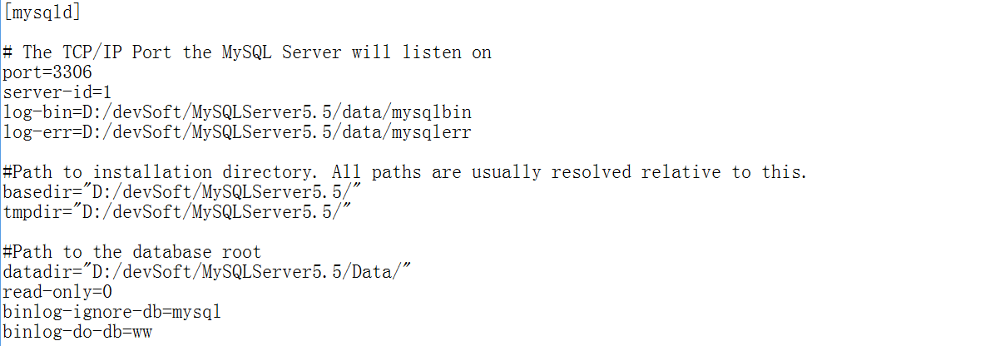 [mysqld]
# The TCP/IP Port the MySQL Server will listen on
port=3306
server-id=1
log-bin=D:/devSoft/MySQLServer5.5/data/mysqlbin
log-err=D:/devSoft/MySQLServer5.5/data/mysqlerr
#Path to installation directory. All paths are usually resolved relative to this.
basedir="D:/devSoft/MySQLServer5.5/"
tmpdir="D:/devSoft/MySQLServer5.5/"
#Path to the database root
datadir="D:/devSoft/MySQLServer5.5/Data/"
read-only=0
binlog-ignore-db=mysql
binlog-do-db=ww